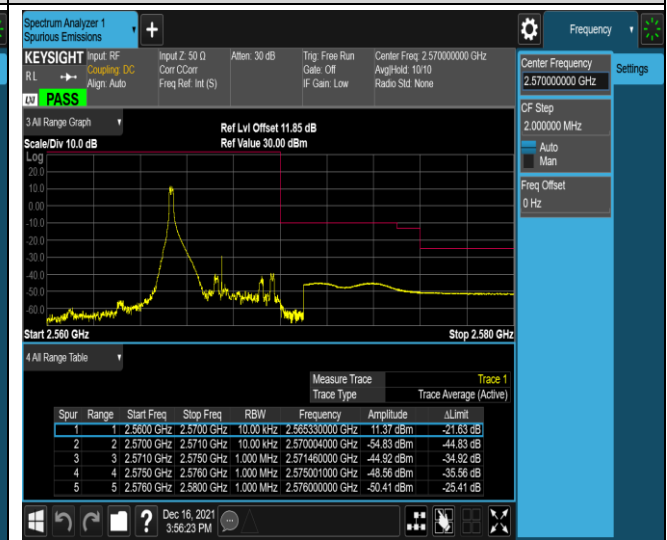 Spectrum Analyzer 1
Spurious Emissions
+
Frequency
KEYSIGHT Input: RF Input Z: 50 Ω Atten: 30 dB Trig: Free Run Center Freq: 2.570000000 GHz
Coupling: DC Corr CCorr Gate: Off Avg|Hold: 10/10
R L Align: Auto Freq Ref: Int (S) IF Gain: Low Radio Std: None
LXI PASS
Center Frequency
2.570000000 GHz
Settings
CF Step
2.000000 MHz
Auto
Man
Freq Offset
0 Hz
3 All Range Graph
Ref Lvl Offset 11.85 dB
Scale/Div 10.0 dB Ref Value 30.00 dBm
Log
20.0
10.0
0.00
-10.0
-20.0
-30.0
-40.0
-50.0
-60.0
Start 2.560 GHz Stop 2.580 GHz
4 All Range Table
Measure Trace Trace 1
Trace Type Trace Average (Active)
Spur Range Start Freq Stop Freq RBW Frequency Amplitude ΔLimit
1 1 2.5600 GHz 2.5700 GHz 10.00 kHz 2.565330000 GHz 11.37 dBm -21.63 dB
2 2 2.5700 GHz 2.5710 GHz 10.00 kHz 2.570004000 GHz -54.83 dBm -44.83 dB
3 3 2.5710 GHz 2.5750 GHz 1.000 MHz 2.571460000 GHz -44.92 dBm -34.92 dB
4 4 2.5750 GHz 2.5760 GHz 1.000 MHz 2.575001000 GHz -48.56 dBm -35.56 dB
5 5 2.5760 GHz 2.5800 GHz 1.000 MHz 2.576000000 GHz -50.41 dBm -25.41 dB
? Dec 16, 2021
3:56:23 PM